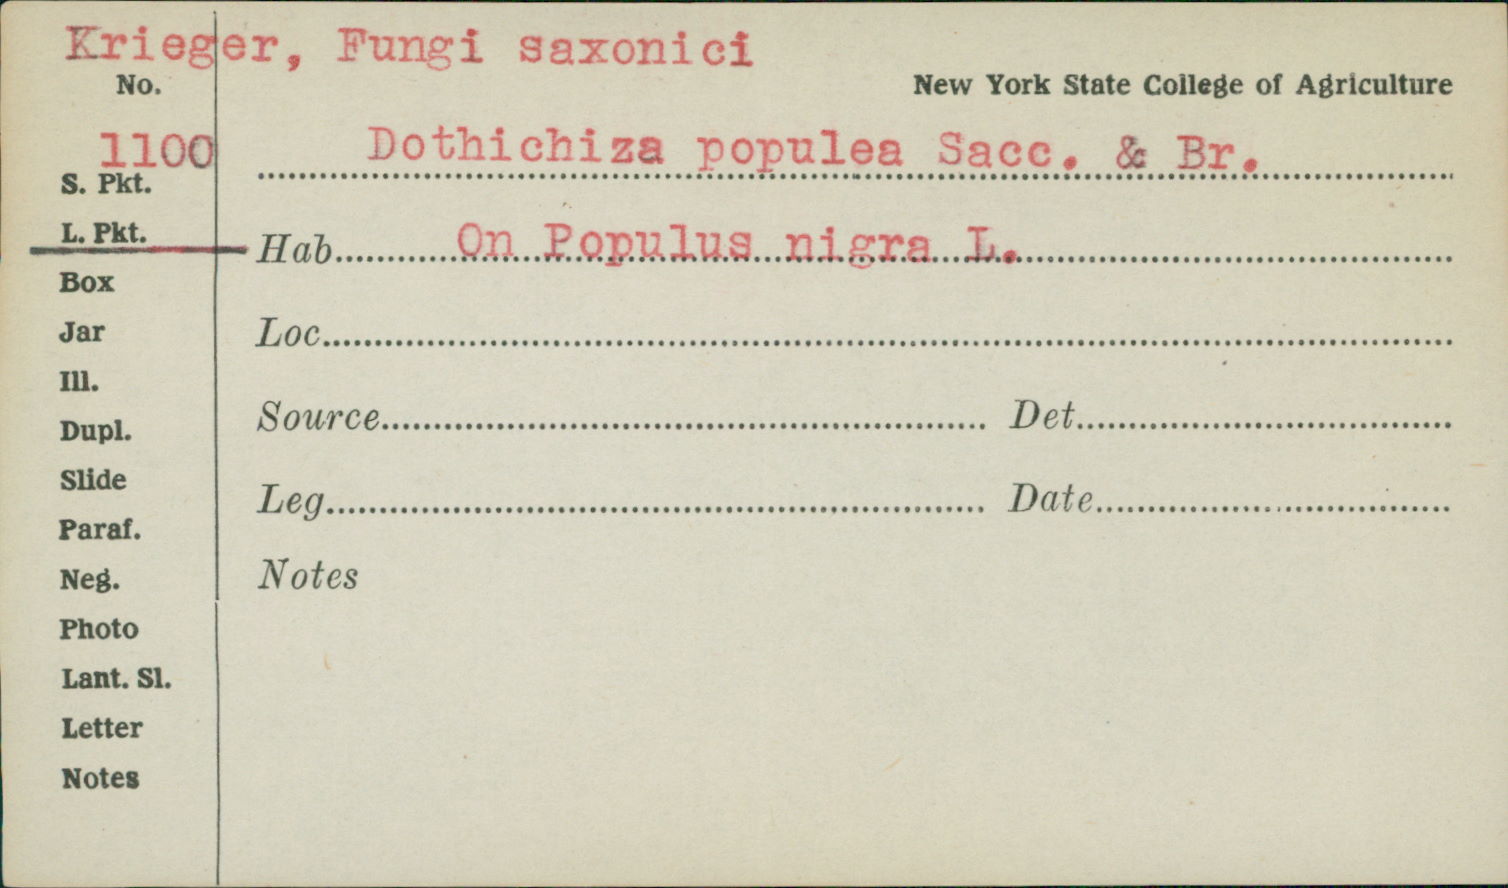 Krieger, Fungi saxonici
No.
New York State College of Agriculture
1100
Dothichiza populea Sacc. & Br.
S. Pkt.
L. Pkt.
Hab. On Populus nigra L.
Box
Jar
Loc.
Ill.
Dupl.
Source Det.
Slide
Leg. Date
Paraf.
Neg.
Notes
Photo
Lant. Sl.
Letter
Notes